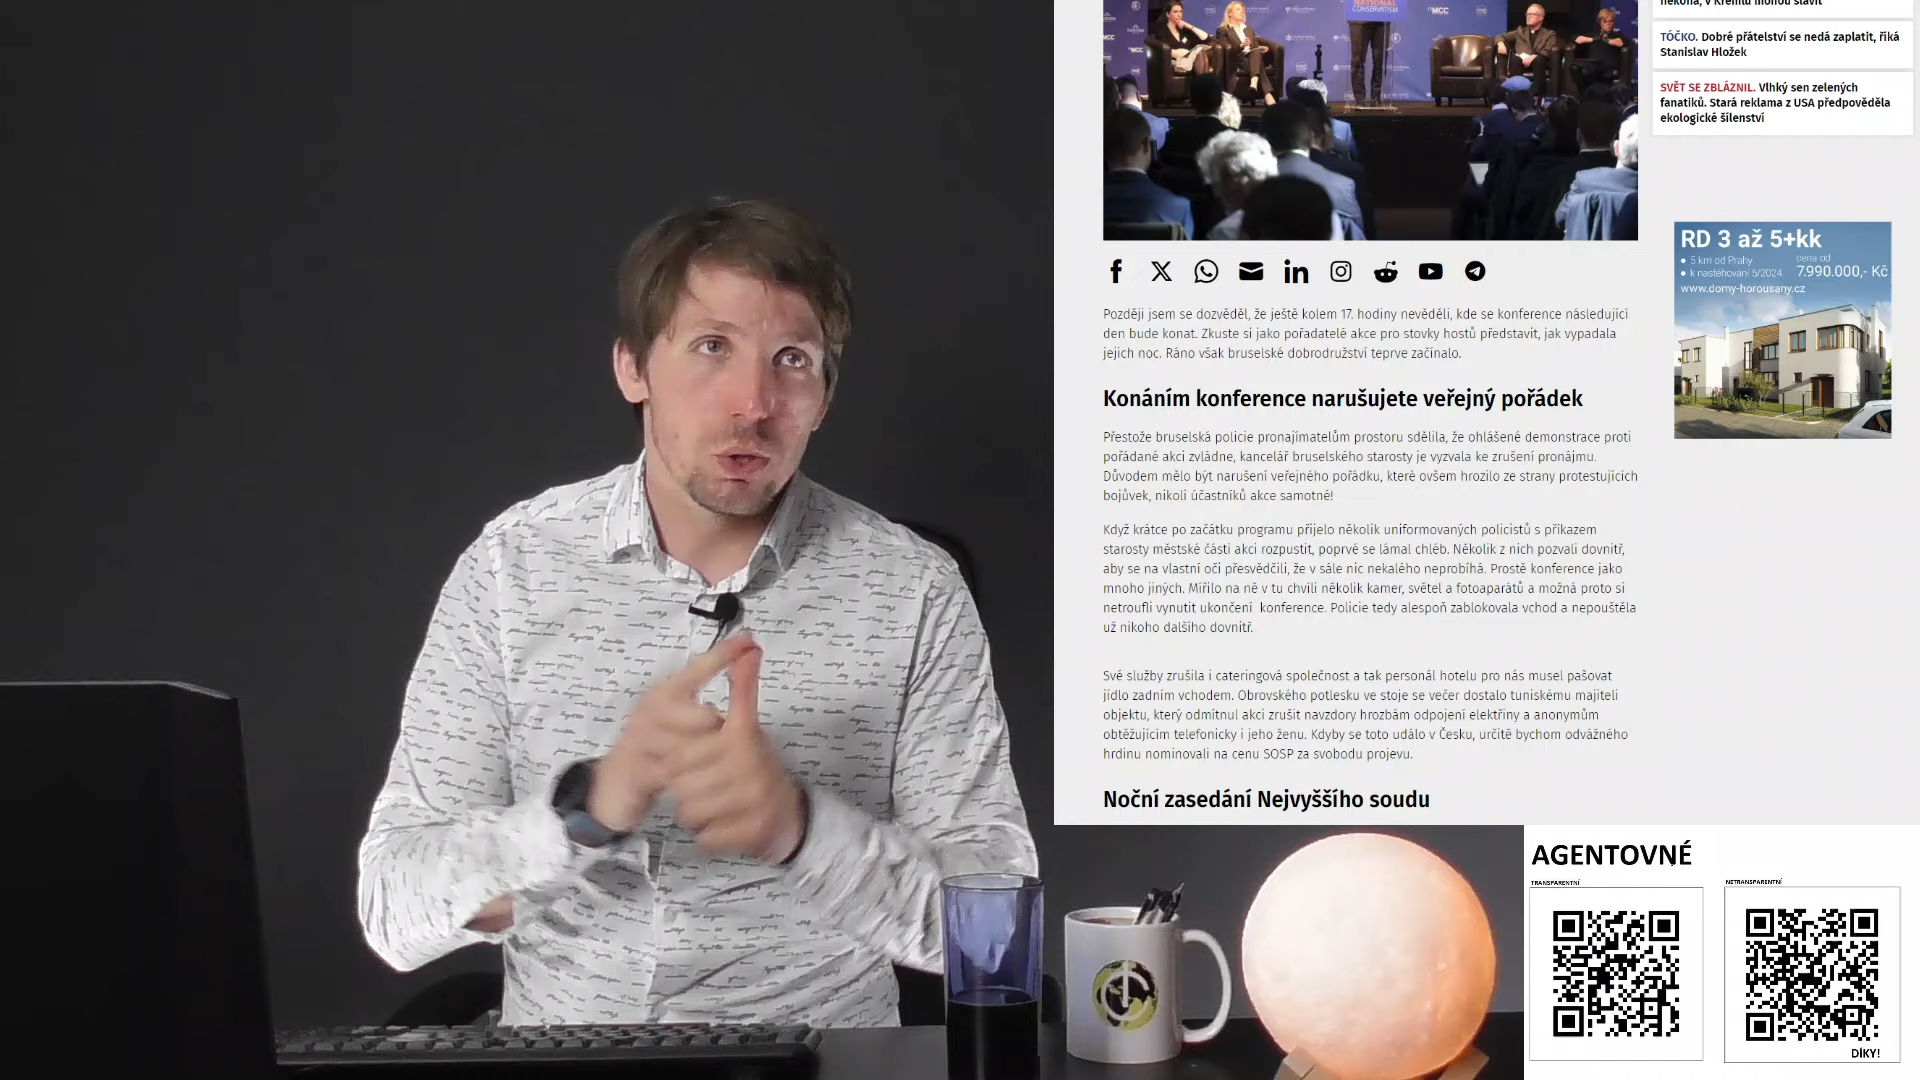 NATIONAL
CONSERVATISM
MCC
MCC
nekoná, v Kremlu mohou slavit
TÓČKO. Dobré přátelství se nedá zaplatit, říká
Stanislav Hložek
SVĚT SE ZBLÁZNIL. Vlhký sen zelených
fanatiků. Stará reklama z USA předpověděla
ekologické šílenství
RD 3 až 5+kk
• 5 km od Prahy
• k nastěhování 5/2024
cena od
7.990.000,- Kč
www.domy-horousany.cz
Později jsem se dozvěděl, že ještě kolem 17. hodiny nevěděli, kde se konference následující
den bude konat. Zkuste si jako pořadatelé akce pro stovky hostů představit, jak vypadala
jejich noc. Ráno však bruselské dobrodružství teprve začínalo.
Konáním konference narušujete veřejný pořádek
Přestože bruselská policie pronajímatelům prostoru sdělila, že ohlášené demonstrace proti
pořádané akci zvládne, kancelář bruselského starosty je vyzvala ke zrušení pronájmu.
Důvodem mělo být narušení veřejného pořádku, které ovšem hrozilo ze strany protestujících
bojůvek, nikoli účastníků akce samotné!
Když krátce po začátku programu přijelo několik uniformovaných policistů s příkazem
starosty městské části akci rozpustit, poprvé se lámal chléb. Několik z nich pozvali dovnitř,
aby se na vlastní oči přesvědčili, že v sále nic nekalého neprobíhá. Prostě konference jako
mnoho jiných. Mířilo na ně v tu chvíli několik kamer, světel a fotoaparátů a možná proto si
netroufli vynutit ukončení konference. Policie tedy alespoň zablokovala vchod a nepouštěla
už nikoho dalšího dovnitř.
Své služby zrušila i cateringová společnost a tak personál hotelu pro nás musel pašovat
jídlo zadním vchodem. Obrovského potlesku ve stoje se večer dostalo tuniskému majiteli
objektu, který odmítnul akci zrušit navzdory hrozbám odpojení elektřiny a anonymům
obtěžujícím telefonicky i jeho ženu. Kdyby se toto událo v Česku, určitě bychom odvážného
hrdinu nominovali na cenu SOSP za svobodu projevu.
Noční zasedání Nejvyššího soudu
AGENTOVNÉ
TRANSPARENTNÍ
NETRANSPARENTNÍ
DÍKY!